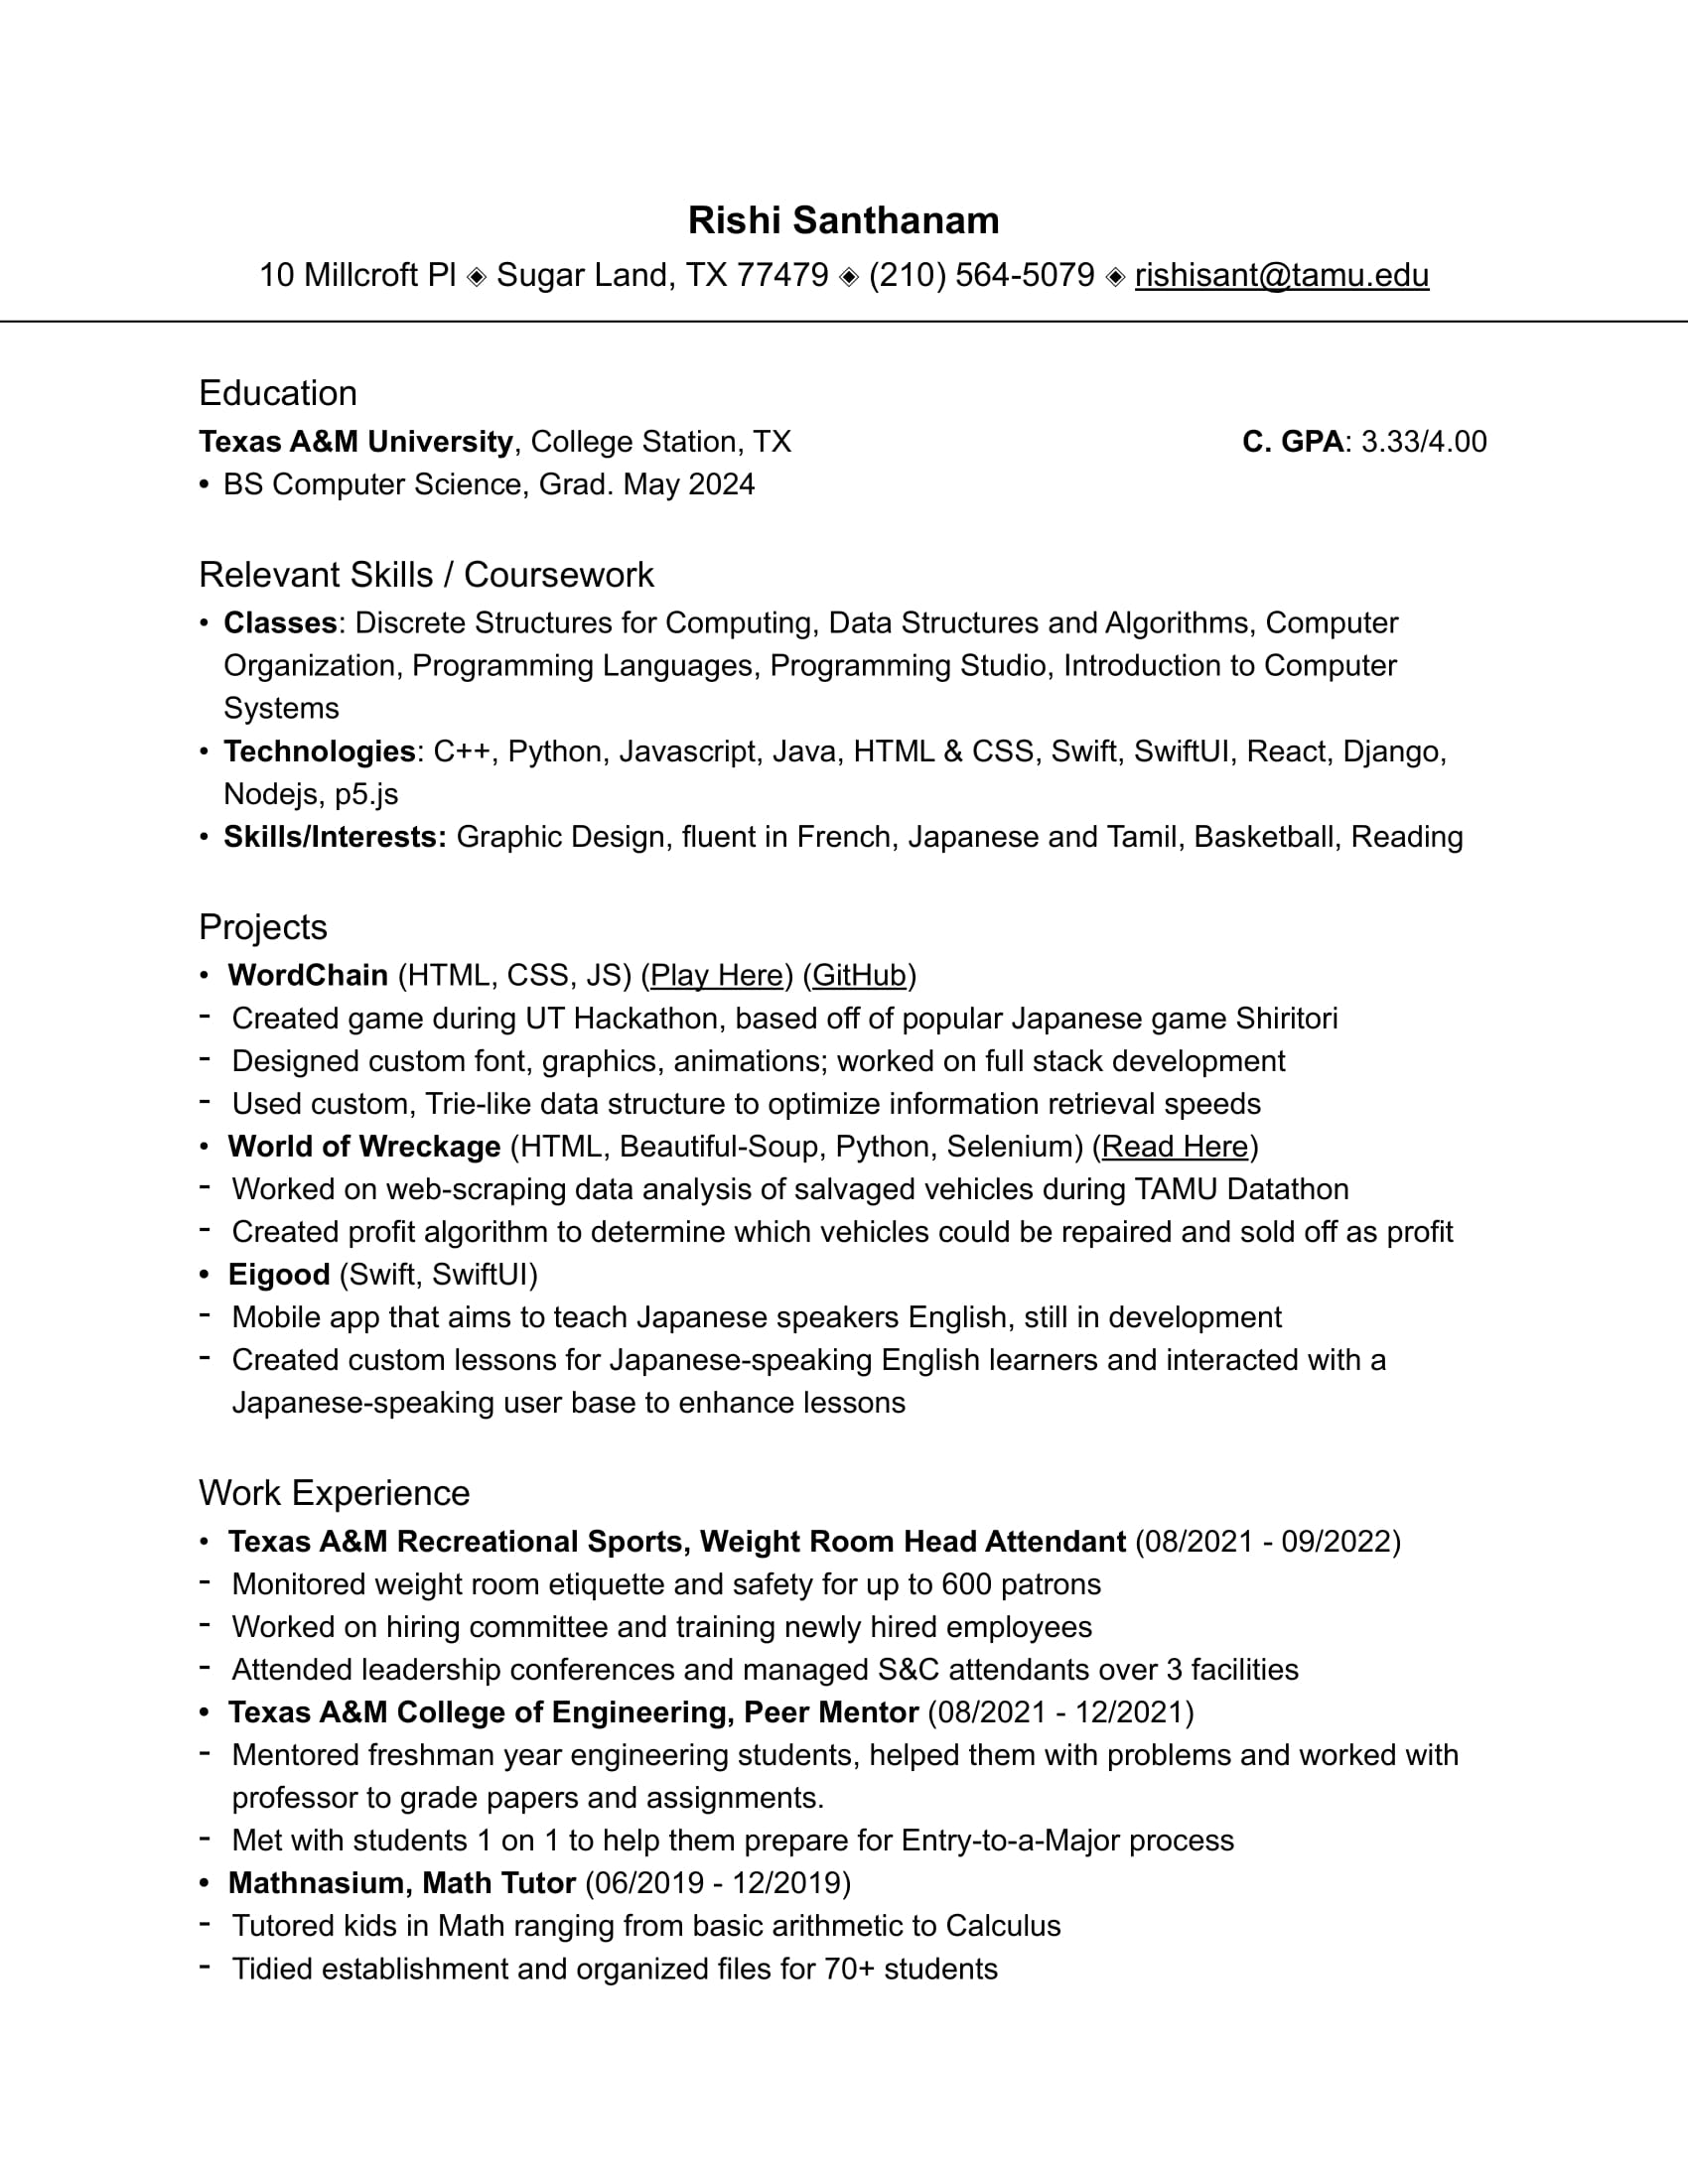 Rishi Santhanam
10 Millcroft Pl ◈ Sugar Land, TX 77479 ◈ (210) 564-5079 ◈ rishisant@tamu.edu
Education
Texas A&M University, College Station, TX C. GPA: 3.33/4.00
• BS Computer Science, Grad. May 2024
Relevant Skills / Coursework
• Classes: Discrete Structures for Computing, Data Structures and Algorithms, Computer
Organization, Programming Languages, Programming Studio, Introduction to Computer
Systems
• Technologies: C++, Python, Javascript, Java, HTML & CSS, Swift, SwiftUI, React, Django,
Nodejs, p5.js
• Skills/Interests: Graphic Design, fluent in French, Japanese and Tamil, Basketball, Reading
Projects
• WordChain (HTML, CSS, JS) (Play Here) (GitHub)
- Created game during UT Hackathon, based off of popular Japanese game Shiritori
- Designed custom font, graphics, animations; worked on full stack development
- Used custom, Trie-like data structure to optimize information retrieval speeds
• World of Wreckage (HTML, Beautiful-Soup, Python, Selenium) (Read Here)
- Worked on web-scraping data analysis of salvaged vehicles during TAMU Datathon
- Created profit algorithm to determine which vehicles could be repaired and sold off as profit
• Eigood (Swift, SwiftUI)
- Mobile app that aims to teach Japanese speakers English, still in development
- Created custom lessons for Japanese-speaking English learners and interacted with a
Japanese-speaking user base to enhance lessons
Work Experience
• Texas A&M Recreational Sports, Weight Room Head Attendant (08/2021 - 09/2022)
- Monitored weight room etiquette and safety for up to 600 patrons
- Worked on hiring committee and training newly hired employees
- Attended leadership conferences and managed S&C attendants over 3 facilities
• Texas A&M College of Engineering, Peer Mentor (08/2021 - 12/2021)
- Mentored freshman year engineering students, helped them with problems and worked with
professor to grade papers and assignments.
- Met with students 1 on 1 to help them prepare for Entry-to-a-Major process
• Mathnasium, Math Tutor (06/2019 - 12/2019)
- Tutored kids in Math ranging from basic arithmetic to Calculus
- Tidied establishment and organized files for 70+ students